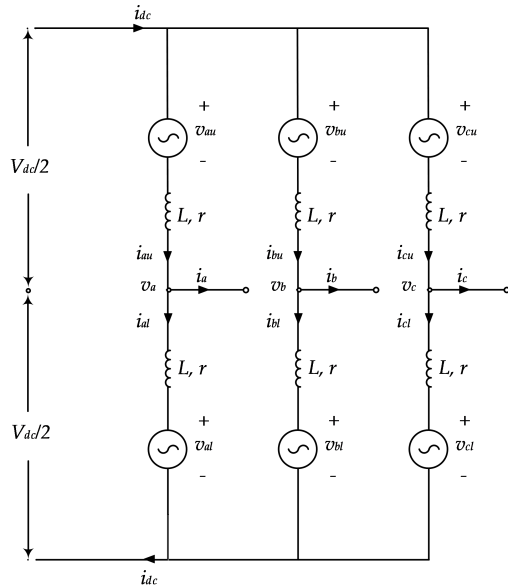 i_dc
+ + +
v_au v_bu v_cu
- - -
V_dc/2
L, r L, r L, r
i_au i_bu i_cu
v_a i_a v_b i_b v_c i_c
i_al i_bl i_cl
L, r L, r L, r
V_dc/2
+ + +
v_al v_bl v_cl
- - -
i_dc